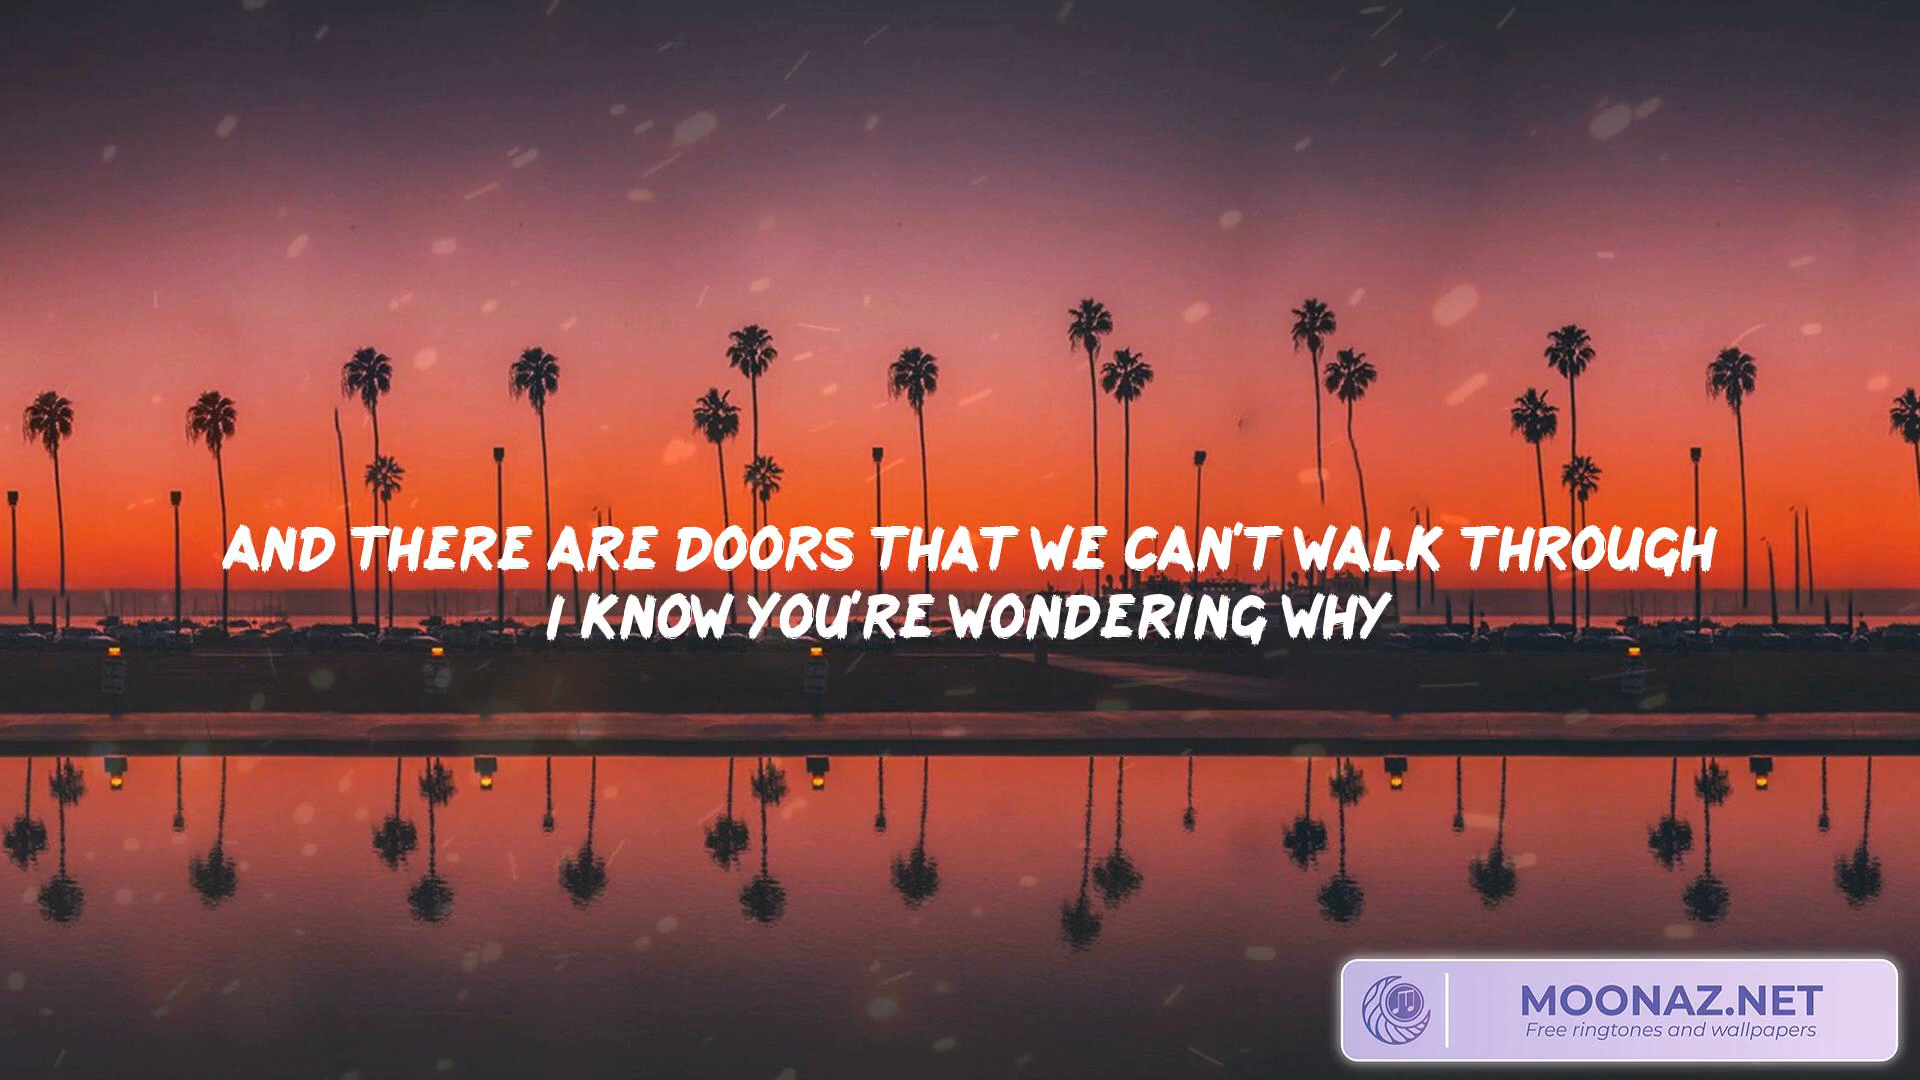 AND THERE ARE DOORS THAT WE CAN'T WALK THROUGH
I KNOW YOU'RE WONDERING WHY
MOONAZ.NET
Free ringtones and wallpapers